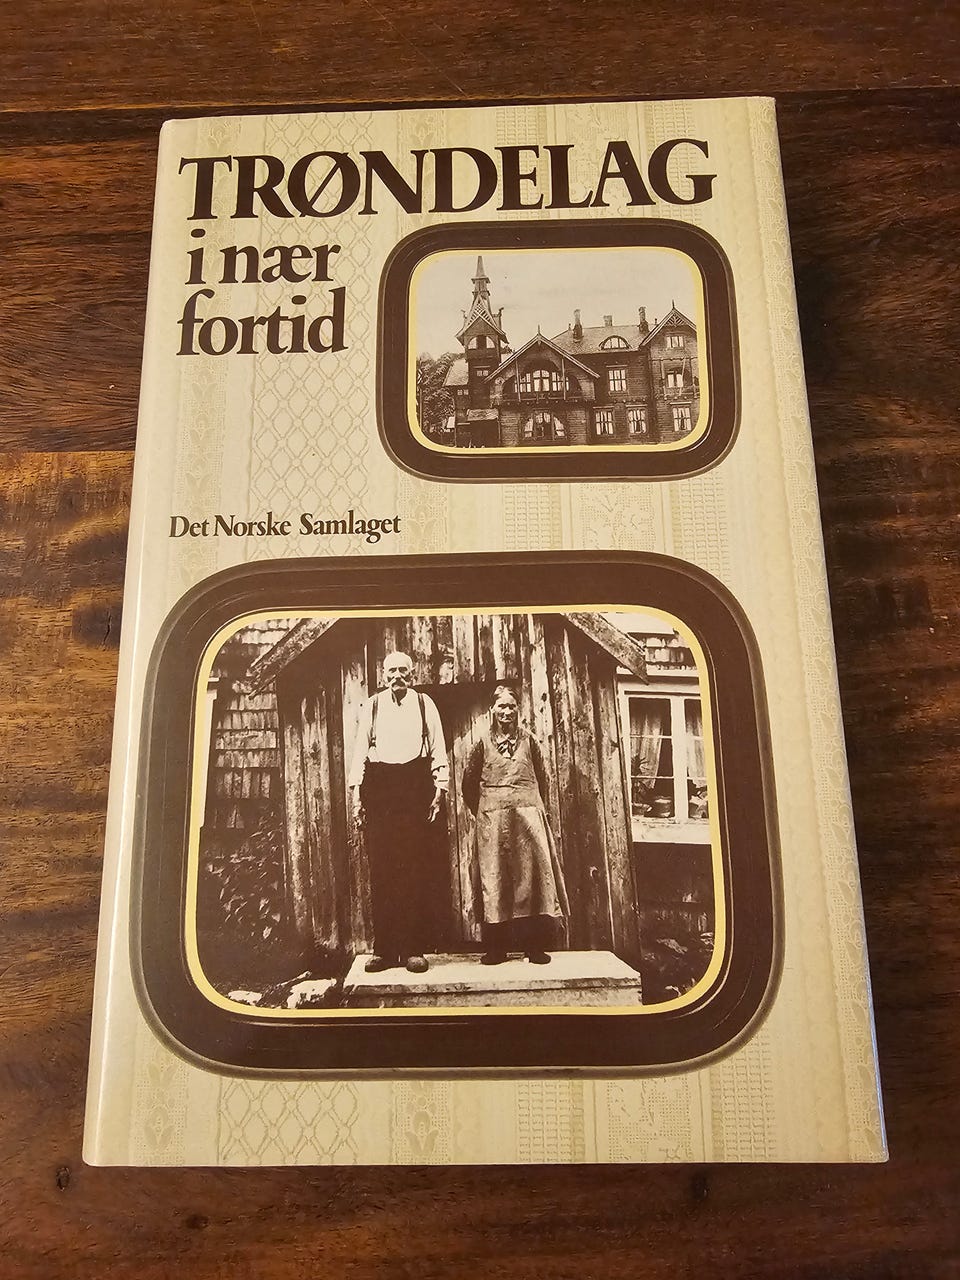 TRØNDELAG
i nær
fortid
Det Norske Samlaget